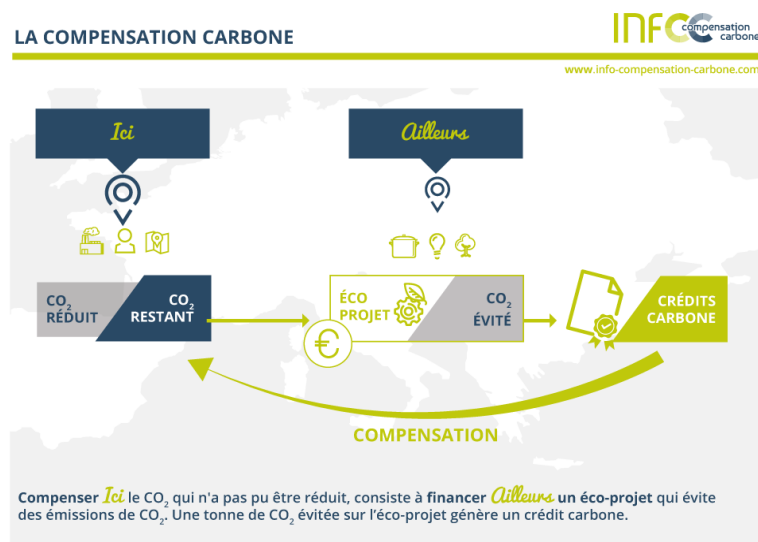 LA COMPENSATION CARBONE
INFCC compensation
carbone
www.info-compensation-carbone.com
Ici
Ailleurs
CO2
RÉDUIT
CO2
RESTANT
ÉCO
PROJET
€
CO2
ÉVITÉ
CRÉDITS
CARBONE
COMPENSATION
Compenser Ici le CO2 qui n'a pas pu être réduit, consiste à financer Ailleurs un éco-projet qui évite
des émissions de CO2. Une tonne de CO2 évitée sur l’éco-projet génère un crédit carbone.